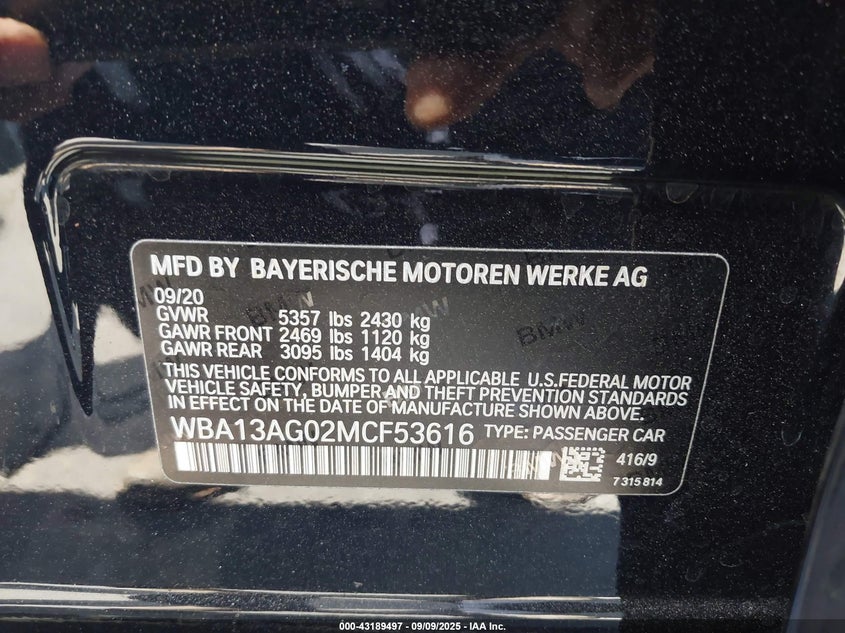 MFD BY BAYERISCHE MOTOREN WERKE AG
09/20
GVWR 5357 lbs 2430 kg
GAWR FRONT 2469 lbs 1120 kg
GAWR REAR 3095 lbs 1404 kg
THIS VEHICLE CONFORMS TO ALL APPLICABLE U.S.FEDERAL MOTOR
VEHICLE SAFETY, BUMPER AND THEFT PREVENTION STANDARDS
IN EFFECT ON THE DATE OF MANUFACTURE SHOWN ABOVE.
WBA13AG02MCF53616 TYPE: PASSENGER CAR
416/9
7 315 814
BMW
000-43189497 - 09/09/2025 - IAA Inc.